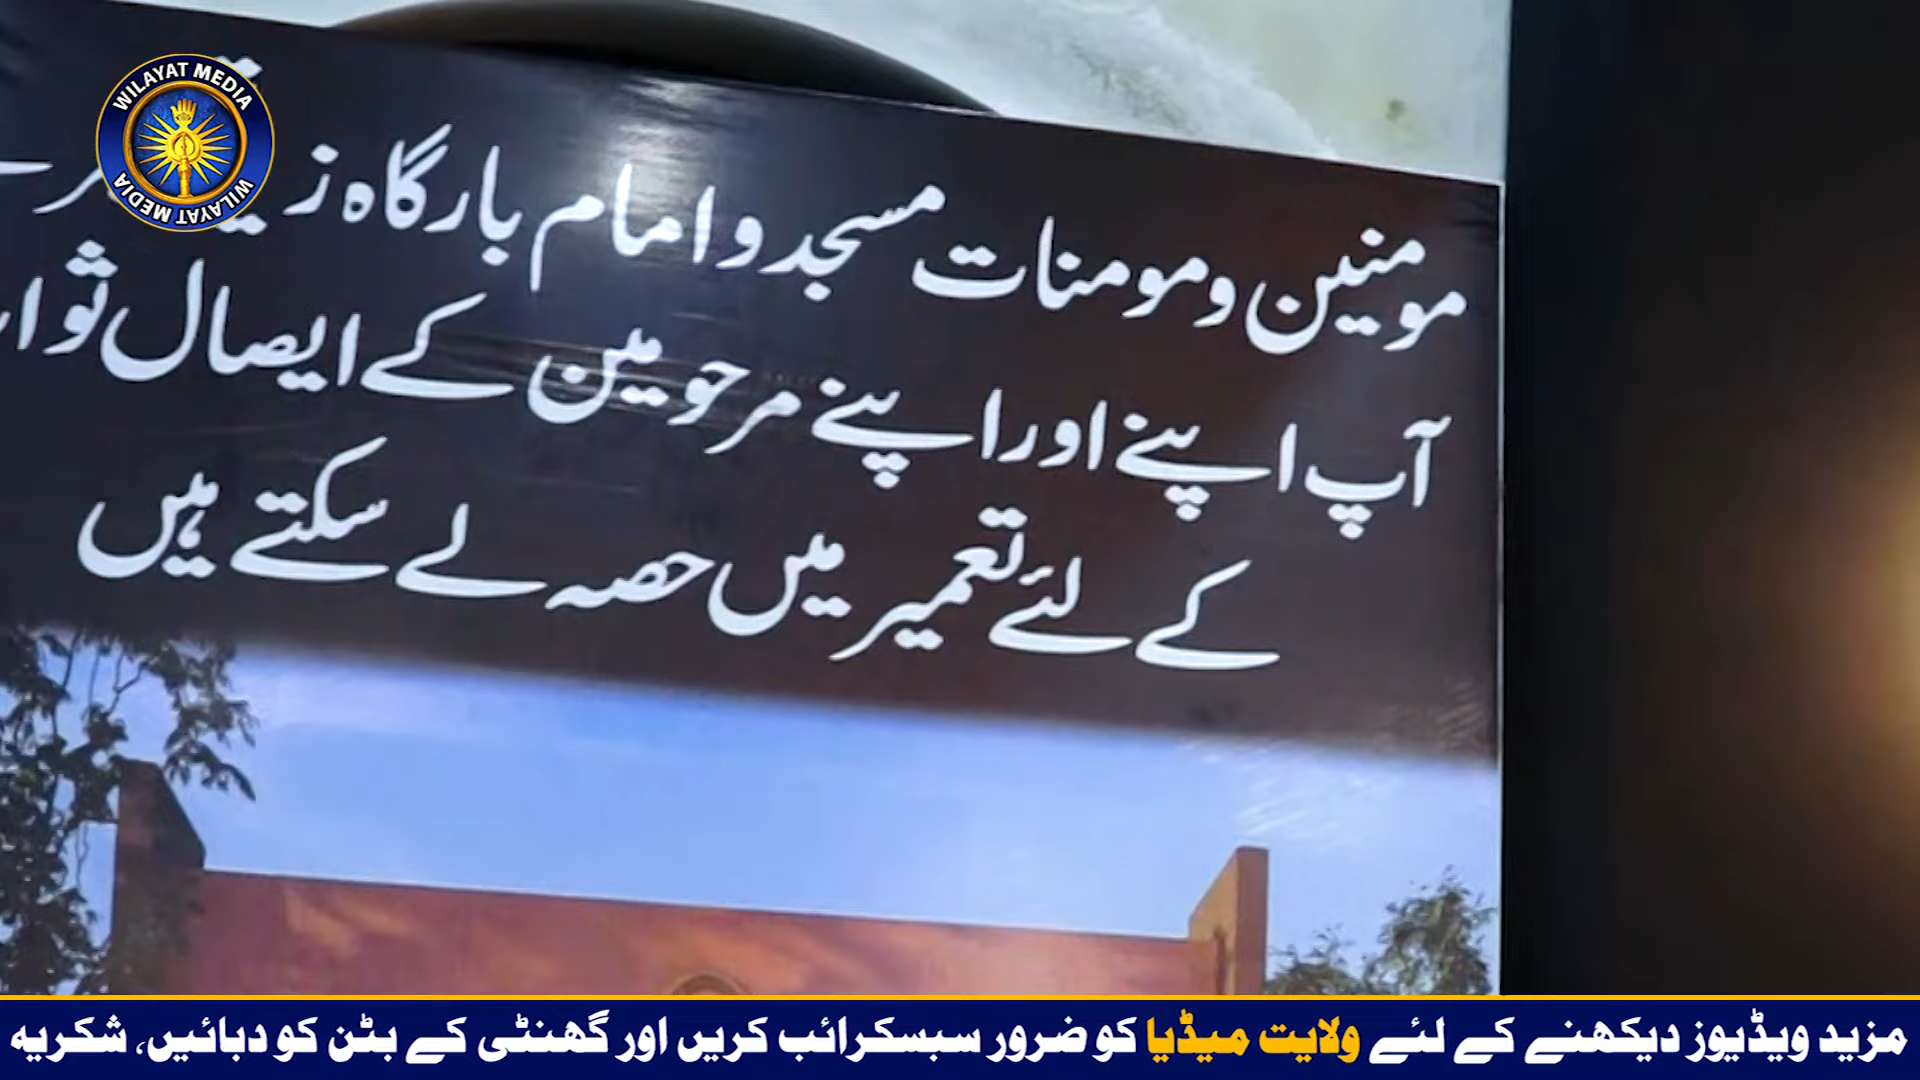 WILAYAT MEDIA
WILAYAT MEDIA
مومنین و مومنات مسجد و امام بارگاہ زیر
آپ اپنے اور اپنے مرحومین کے ایصال
کے لئے تعمیر میں حصہ لے سکتے ہیں
مزید ویڈیوز دیکھنے کے لئے ولایت میڈیا کو ضرور سبسکرائب کریں اور گھنٹی کے بٹن کو دبائیں، شکریہ